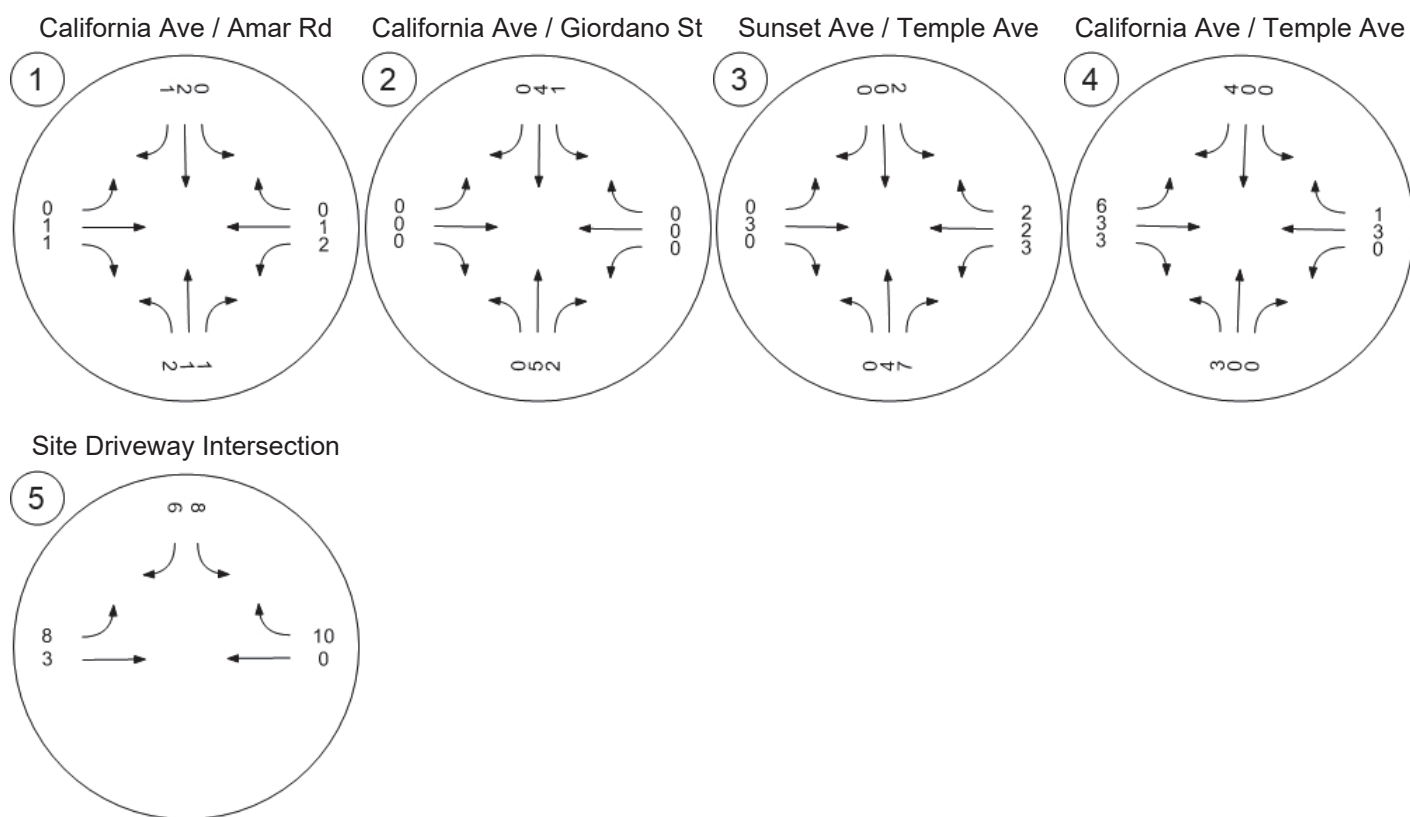 California Ave / Amar Rd
1
1 2 0
0
1
1
0
1
2
2 1 1
California Ave / Giordano St
2
0 4 1
0
0
0
0
0
0
0 5 2
Sunset Ave / Temple Ave
3
0 0 2
0
3
0
2
2
3
0 4 7
California Ave / Temple Ave
4
4 0 0
6
3
3
1
3
0
3 0 0
Site Driveway Intersection
5
6 8
8
3
10
0